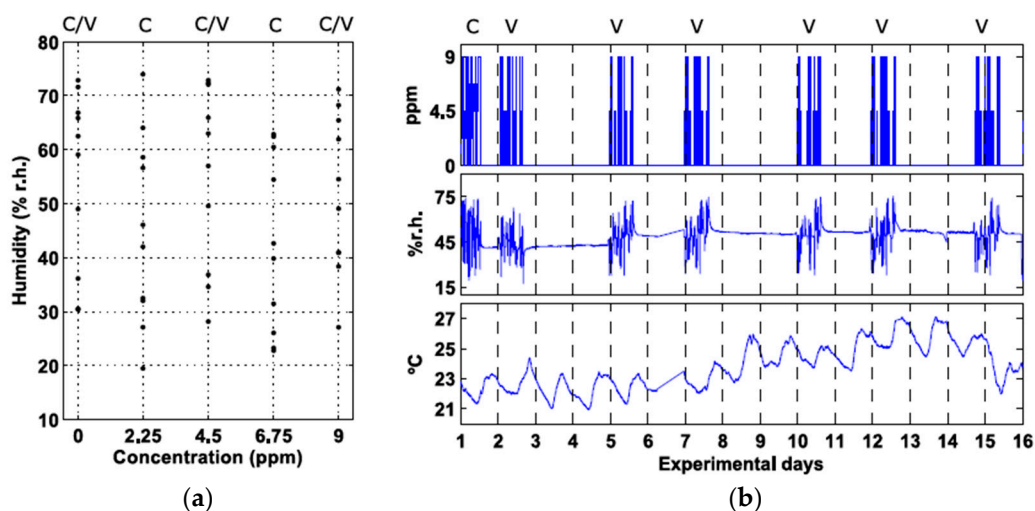 C/V C C/V C C/V
80
70
60
50
40
30
20
10
Humidity (% r.h.)
0 2.25 4.5 6.75 9
Concentration (ppm)
(a)
C V V V V V V
9
4,5
0
ppm
75
45
15
%r.h.
27
25
23
21
ºC
1 2 3 4 5 6 7 8 9 10 11 12 13 14 15 16
Experimental days
(b)